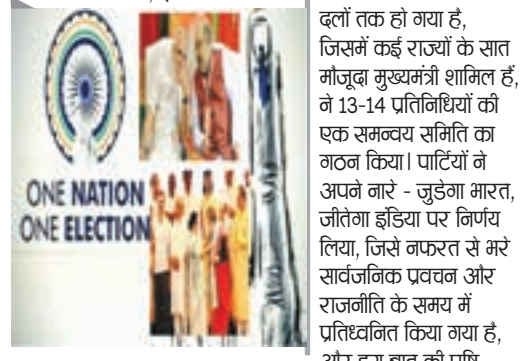 ONE NATION
ONE ELECTION
दलों तक हो गया है,
जिसमें कई राज्यों के सात
मौजूदा मुख्यमंत्री शामिल हैं,
ने 13-14 प्रतिनिधियों की
एक समन्वय समिति का
गठन किया। पार्टियों ने
अपने नारे - जुडेगा भारत,
जीतेगा इंडिया पर निर्णय
लिया, जिसे नफरत से भरे
सार्वजनिक प्रवचन और
राजनीति के समय में
प्रतिध्वनित किया गया है,